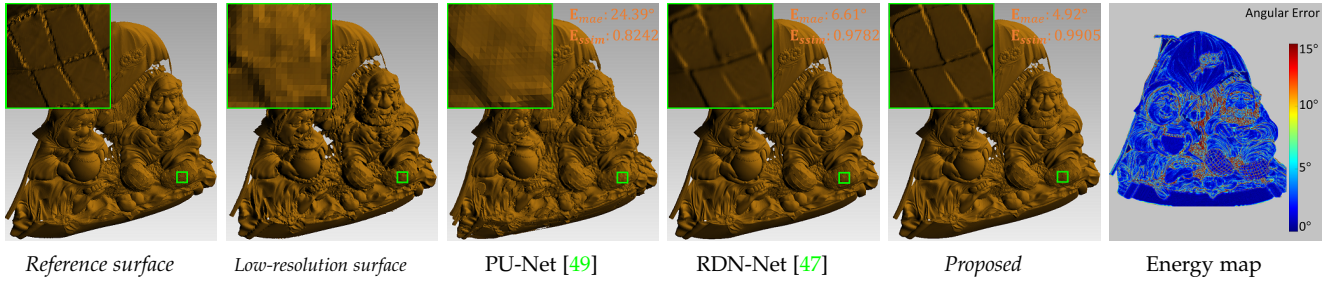 E_mae: 24.39°
E_ssim: 0.8242
E_mae: 6.61°
E_ssim: 0.9782
E_mae: 4.92°
E_ssim: 0.9905
Angular Error
15°
10°
5°
0°
Reference surface
Low-resolution surface
PU-Net [49]
RDN-Net [47]
Proposed
Energy map